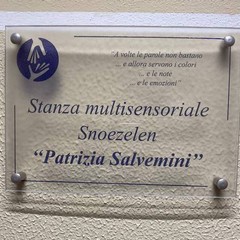 "A volte le parole non bastano
... e allora servono i colori
... e le note
... e le emozioni"
Stanza multisensoriale
Snoezelen
"Patrizia Salvemini"